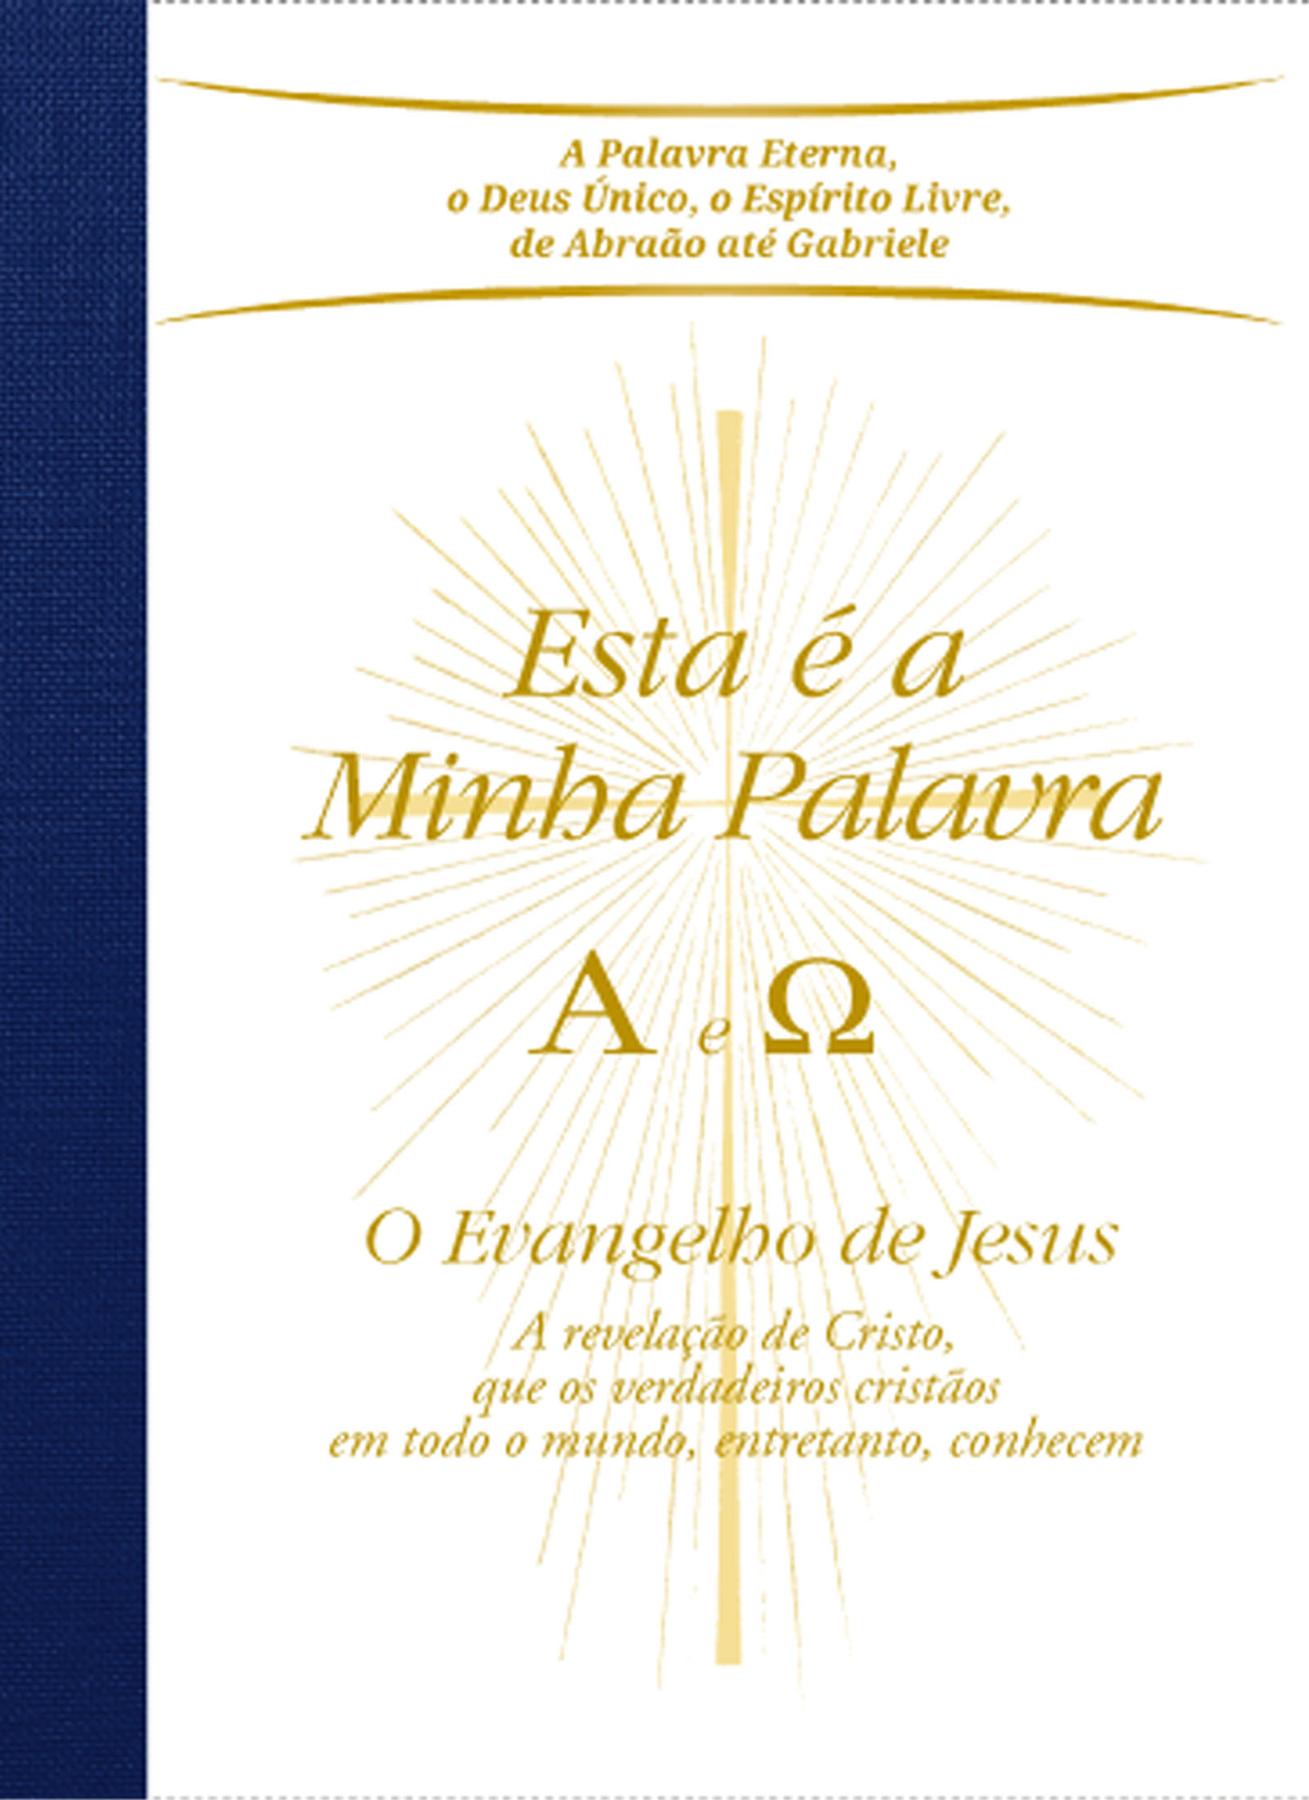 A Palavra Eterna,
o Deus Único, o Espírito Livre,
de Abraão até Gabriele
Esta é a
Minha Palavra
Α e Ω
O Evangelho de Jesus
A revelação de Cristo,
que os verdadeiros cristãos
em todo o mundo, entretanto, conhecem